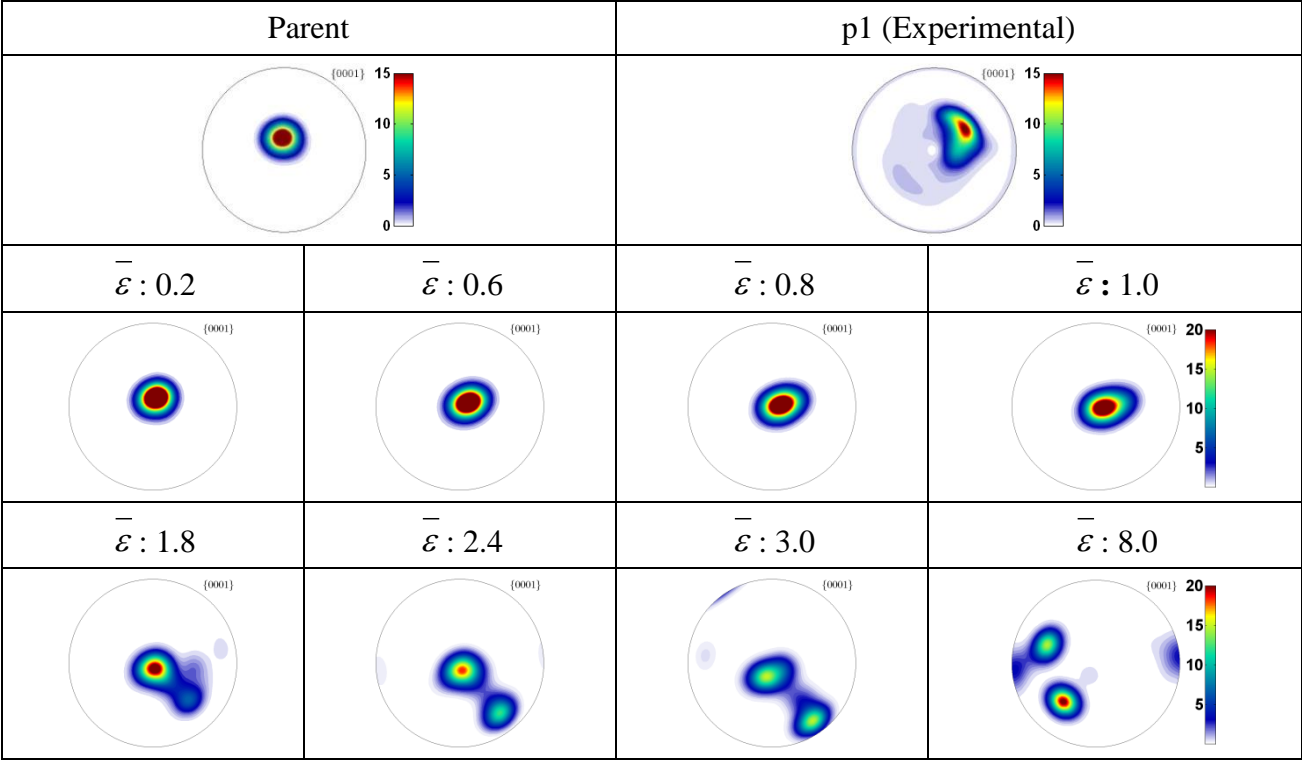 Parent
p1 (Experimental)
{0001} 15
10
5
0
{0001} 15
10
5
0
ε̅ : 0.2
ε̅ : 0.6
ε̅ : 0.8
ε̅ : 1.0
{0001}
{0001}
{0001}
{0001} 20
15
10
5
ε̅ : 1.8
ε̅ : 2.4
ε̅ : 3.0
ε̅ : 8.0
{0001}
{0001}
{0001}
{0001} 20
15
10
5